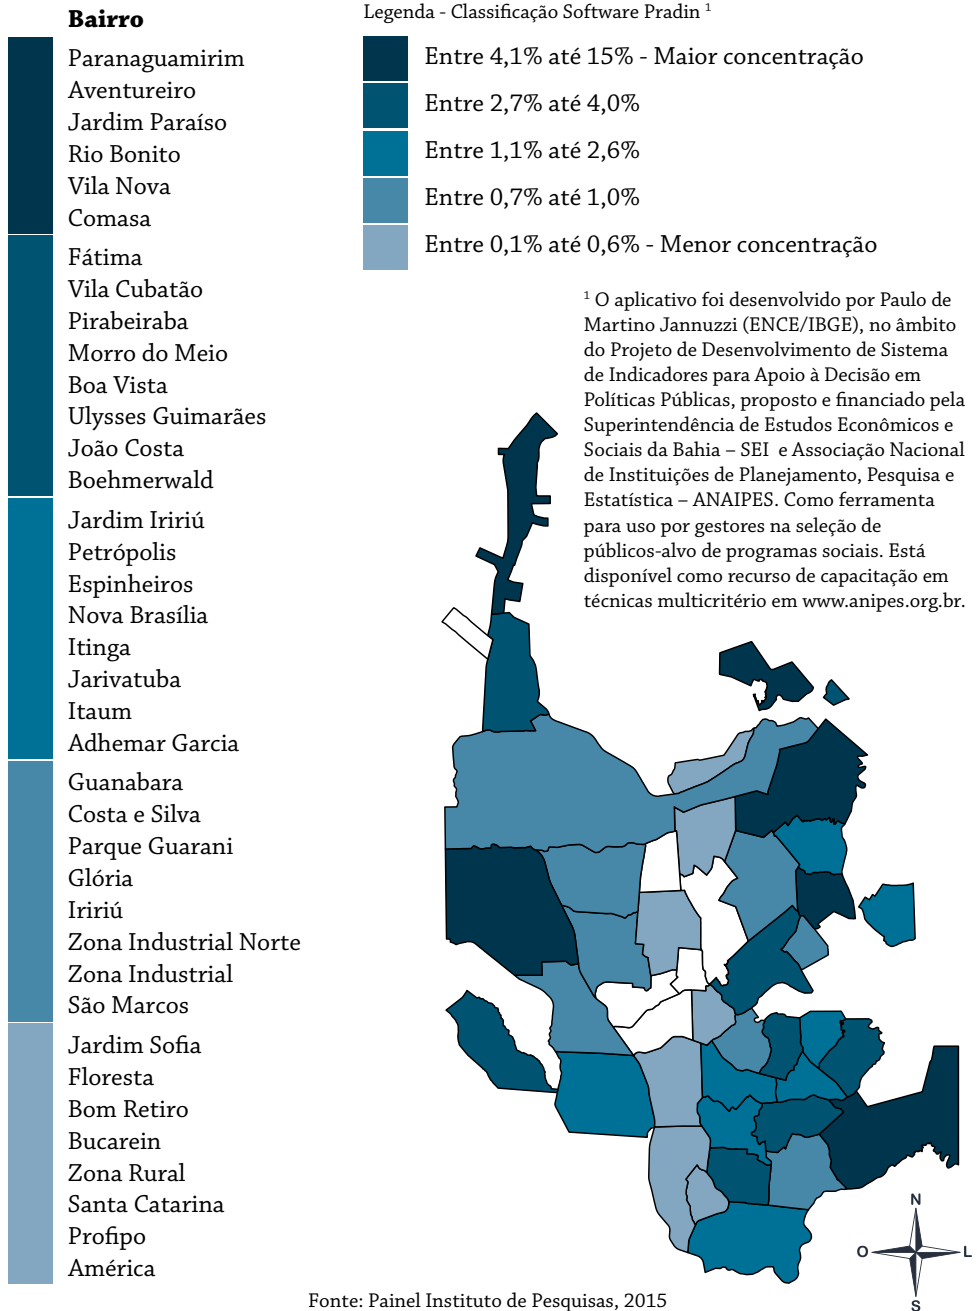 Bairro
Paranaguamirim
Aventureiro
Jardim Paraíso
Rio Bonito
Vila Nova
Comasa
Fátima
Vila Cubatão
Pirabeiraba
Morro do Meio
Boa Vista
Ulysses Guimarães
João Costa
Boehmerwald
Jardim Iririú
Petrópolis
Espinheiros
Nova Brasília
Itinga
Jarivatuba
Itaum
Adhemar Garcia
Guanabara
Costa e Silva
Parque Guarani
Glória
Iririú
Zona Industrial Norte
Zona Industrial
São Marcos
Jardim Sofia
Floresta
Bom Retiro
Bucarein
Zona Rural
Santa Catarina
Profipo
América
Legenda - Classificação Software Pradin ¹
Entre 4,1% até 15% - Maior concentração
Entre 2,7% até 4,0%
Entre 1,1% até 2,6%
Entre 0,7% até 1,0%
Entre 0,1% até 0,6% - Menor concentração
¹ O aplicativo foi desenvolvido por Paulo de
Martino Jannuzzi (ENCE/IBGE), no âmbito
do Projeto de Desenvolvimento de Sistema
de Indicadores para Apoio à Decisão em
Políticas Públicas, proposto e financiado pela
Superintendência de Estudos Econômicos e
Sociais da Bahia – SEI e Associação Nacional
de Instituições de Planejamento, Pesquisa e
Estatística – ANAIPES. Como ferramenta
para uso por gestores na seleção de
públicos-alvo de programas sociais. Está
disponível como recurso de capacitação em
técnicas multicritério em www.anipes.org.br.
N
O
L
S
Fonte: Painel Instituto de Pesquisas, 2015